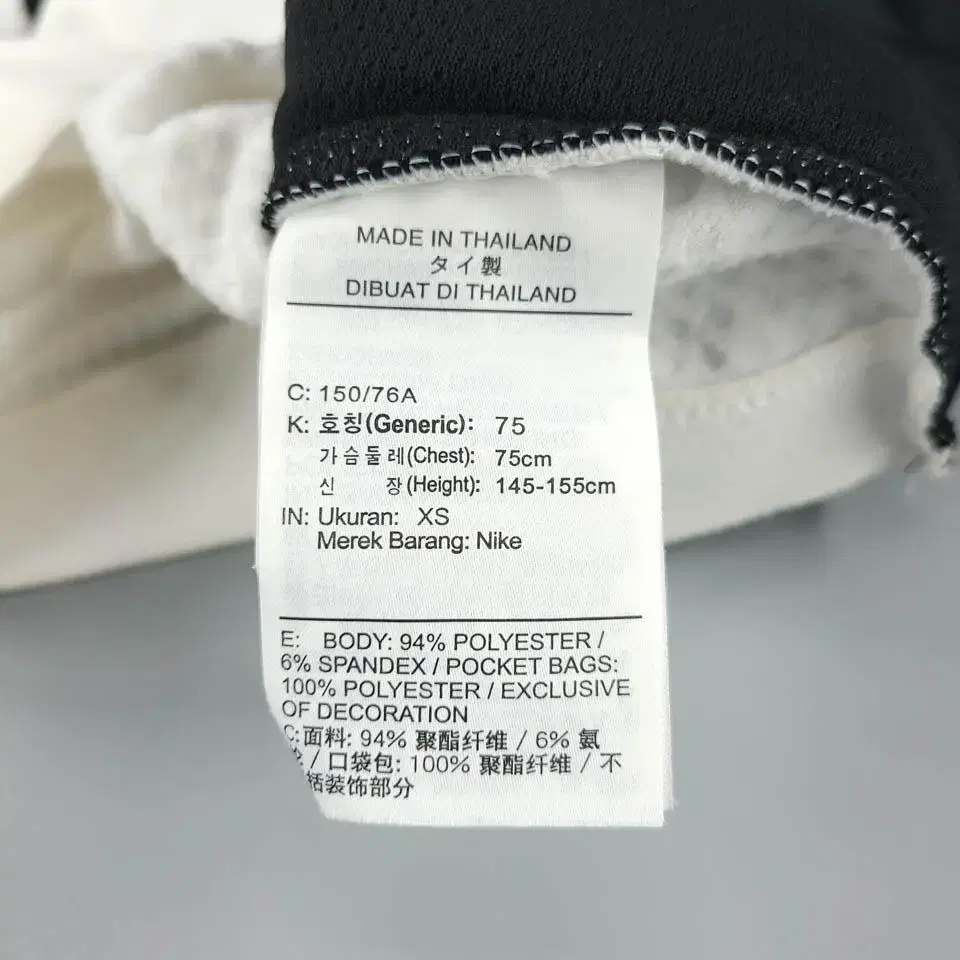 MADE IN THAILAND
タイ製
DIBUAT DI THAILAND
C: 150/76A
K: 호칭(Generic): 75
가슴둘레(Chest): 75cm
신 장(Height): 145-155cm
IN: Ukuran: XS
Merek Barang: Nike
E: BODY: 94% POLYESTER /
6% SPANDEX / POCKET BAGS:
100% POLYESTER / EXCLUSIVE
OF DECORATION
C:面料: 94% 聚酯纤维 / 6% 氨
/ 口袋包: 100% 聚酯纤维 / 不
括装饰部分